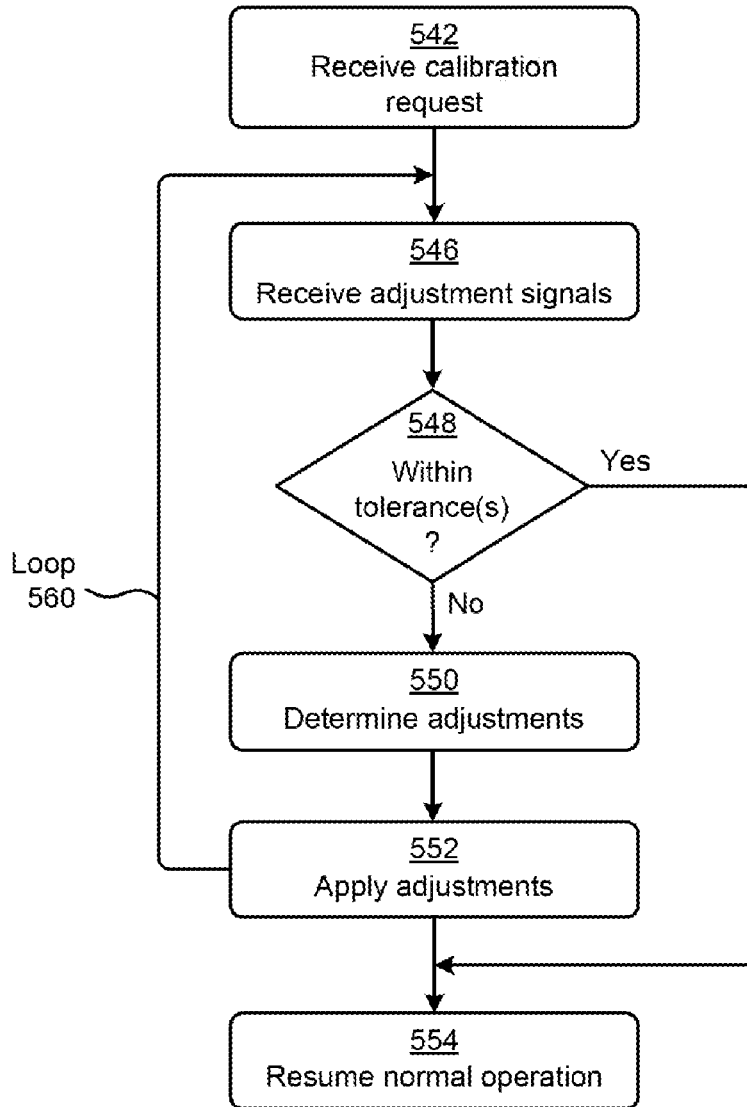 542
Receive calibration
request
546
Receive adjustment signals
548
Within
tolerance(s)
?
Yes
No
Loop
560
550
Determine adjustments
552
Apply adjustments
554
Resume normal operation